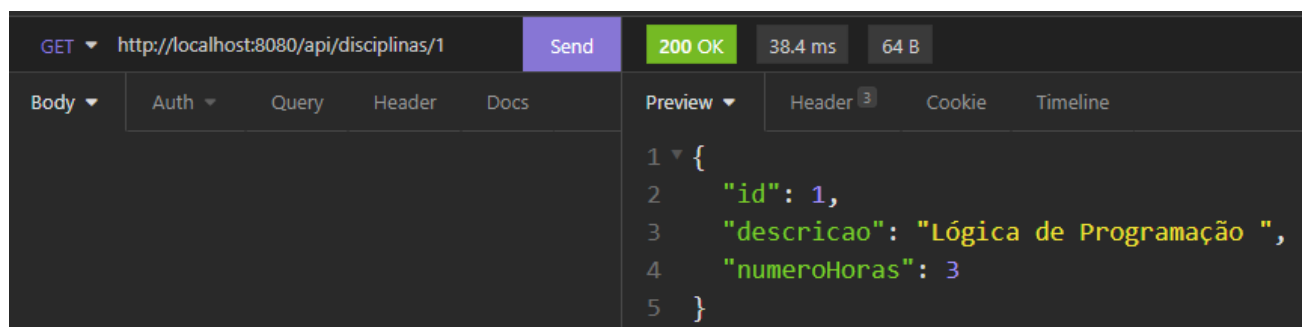 GET http://localhost:8080/api/disciplinas/1 Send 200 OK 38.4 ms 64 B
Body Auth Query Header Docs Preview Header 3 Cookie Timeline
1 {
2 "id": 1,
3 "descricao": "Lógica de Programação ",
4 "numeroHoras": 3
5 }